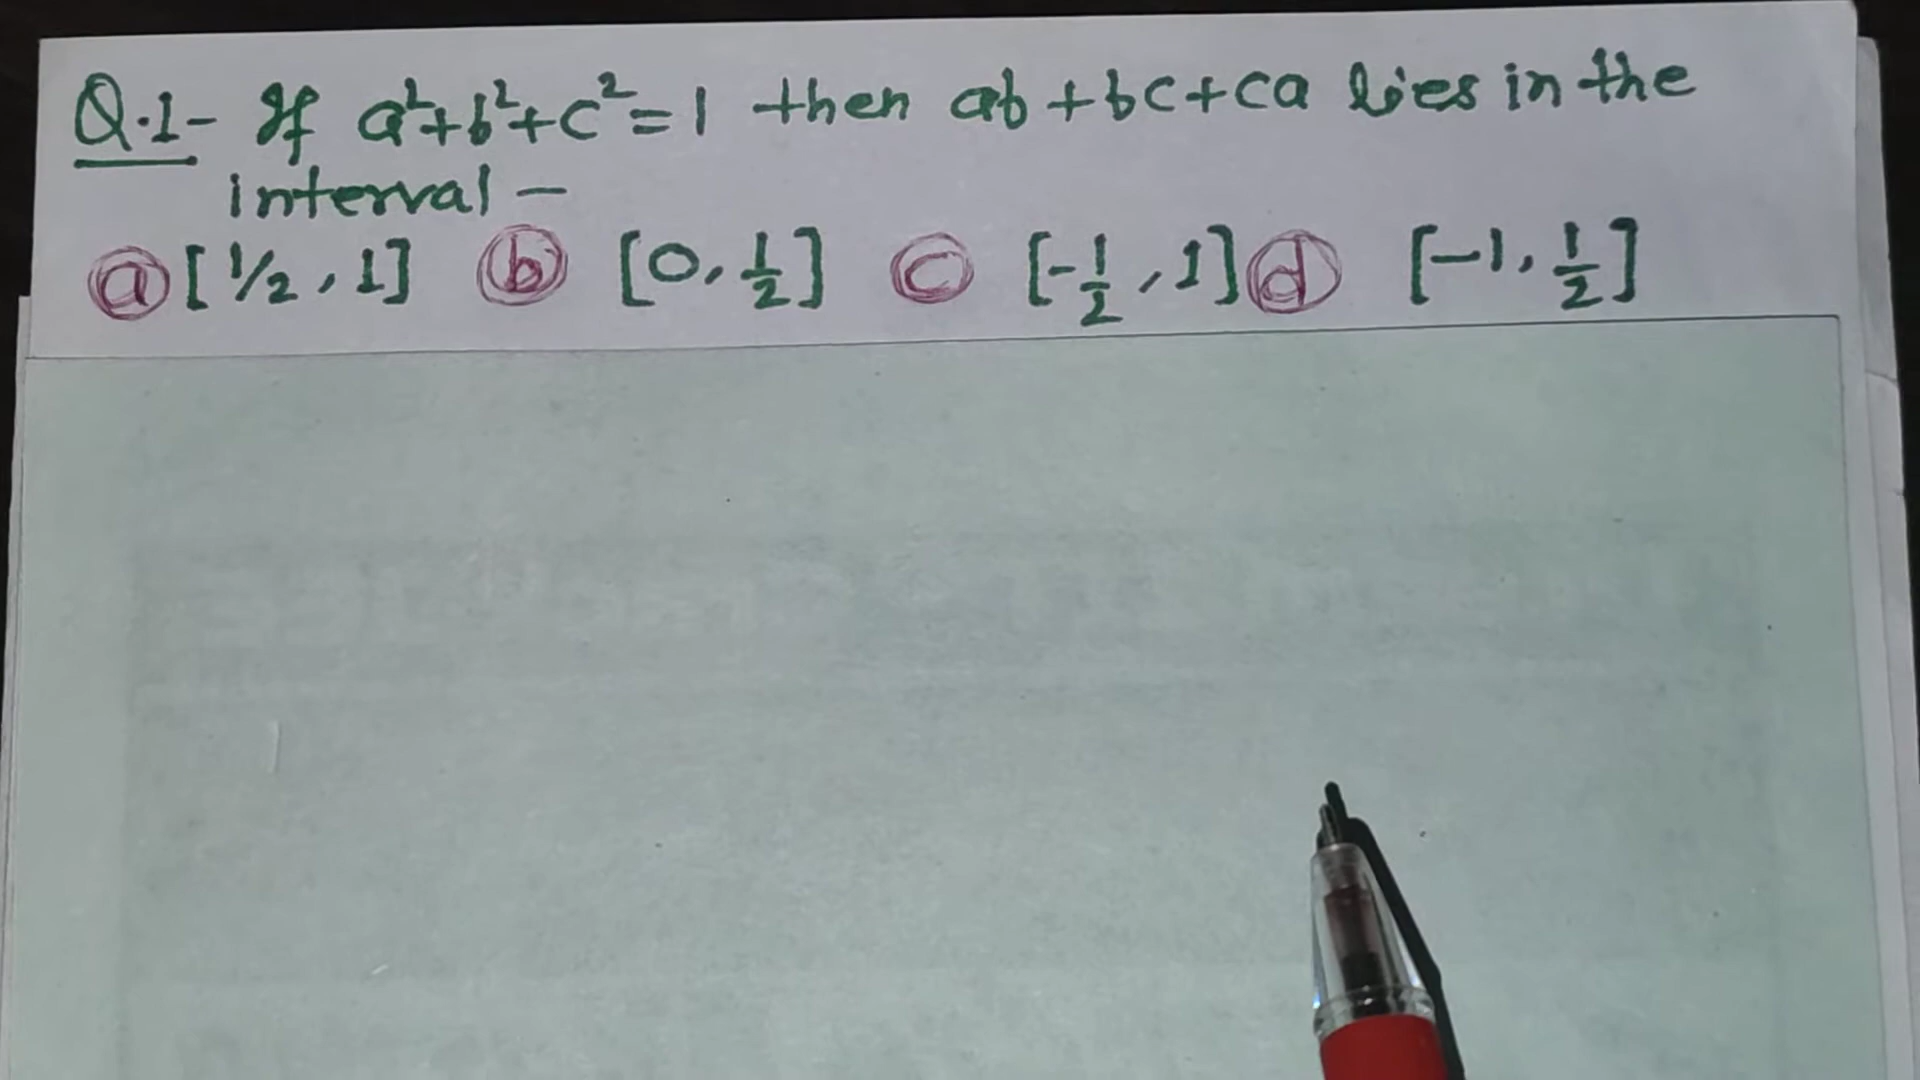 Q.1- If a²+b²+c²=1 then ab+bc+ca lies in the
interval –
(a) [1/2, 1] (b) [0, 1/2] (c) [-1/2, 1] (d) [-1, 1/2]